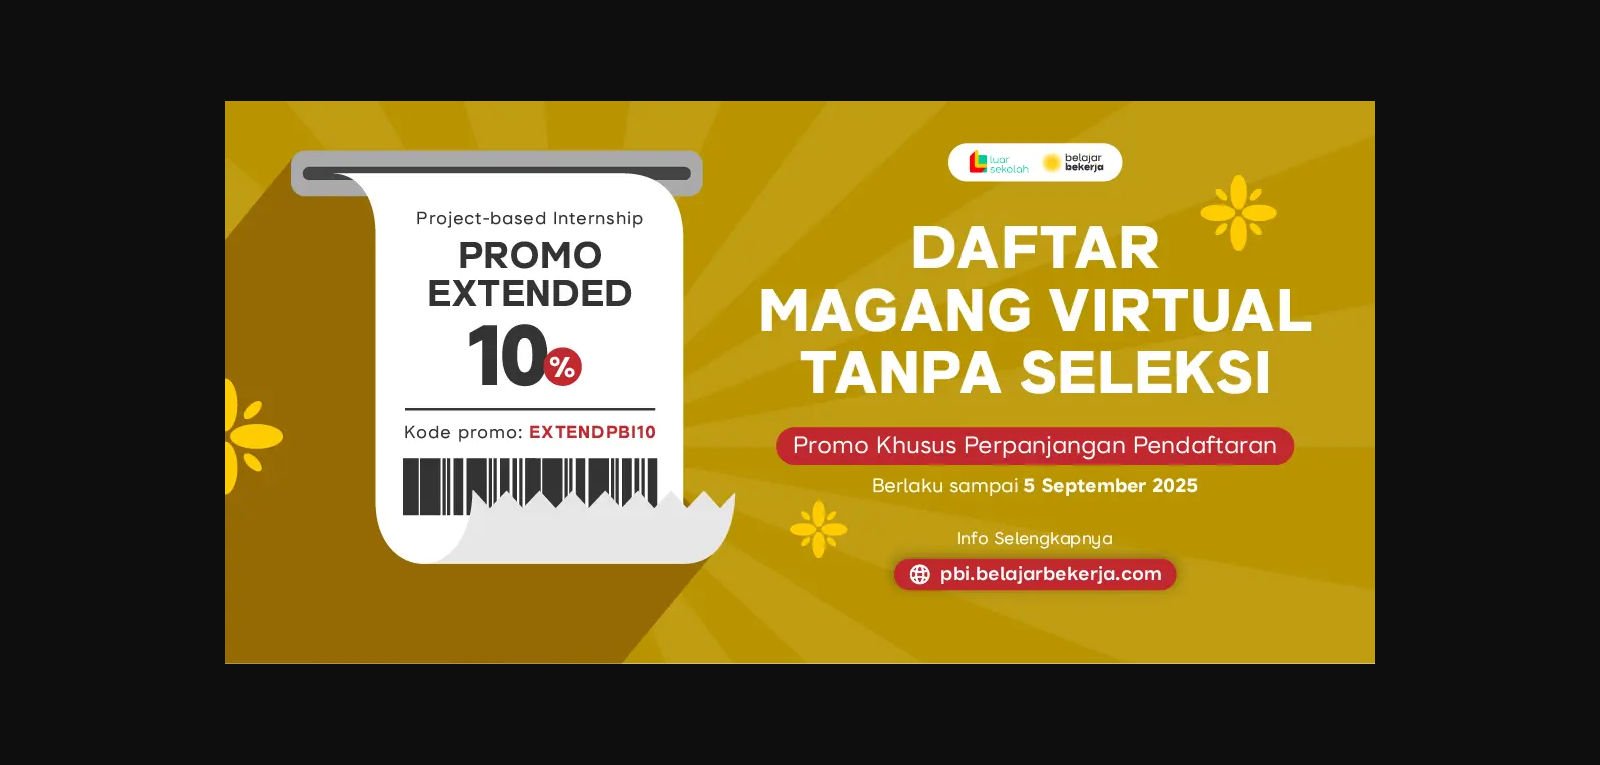 Project-based Internship
PROMO
EXTENDED
10%
Kode promo: EXTENDPBI10
luar
sekolah
belajar
bekerja
DAFTAR
MAGANG VIRTUAL
TANPA SELEKSI
Promo Khusus Perpanjangan Pendaftaran
Berlaku sampai 5 September 2025
Info Selengkapnya
pbi.belajarbekerja.com